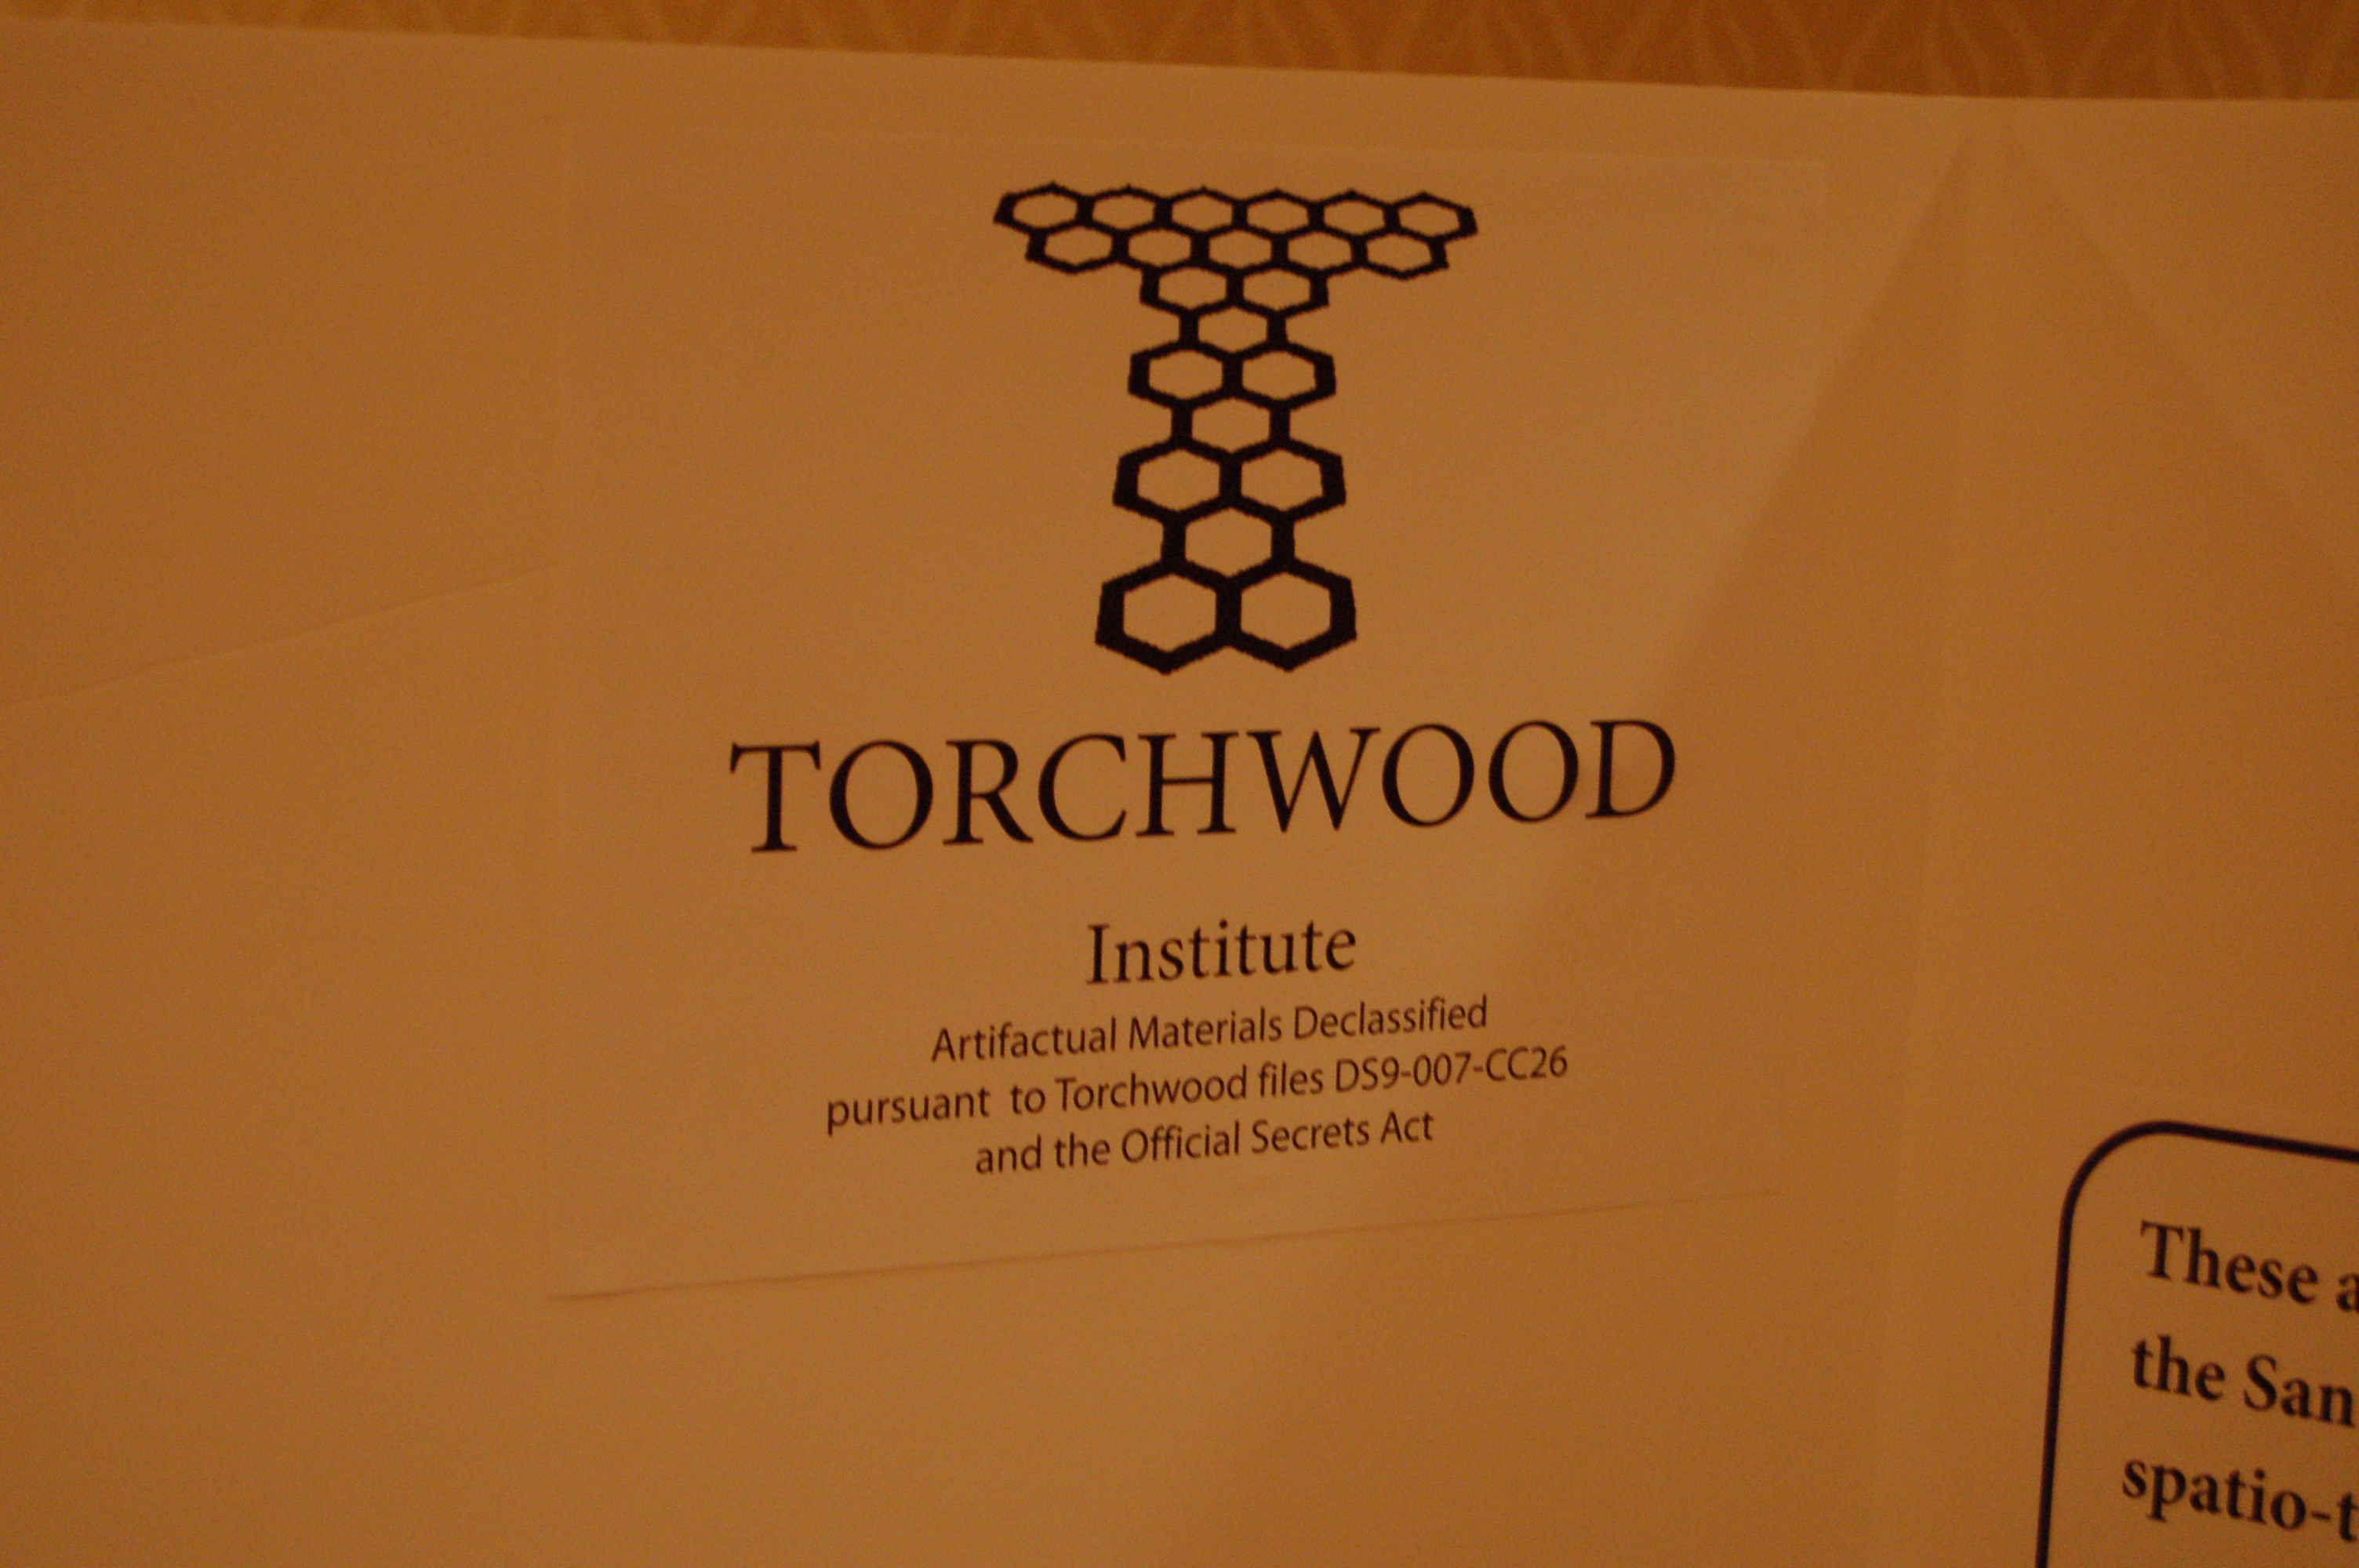 TORCHWOOD
Institute
Artifactual Materials Declassified
pursuant to Torchwood files DS9-007-CC26
and the Official Secrets Act
These a
the San
spatio-t